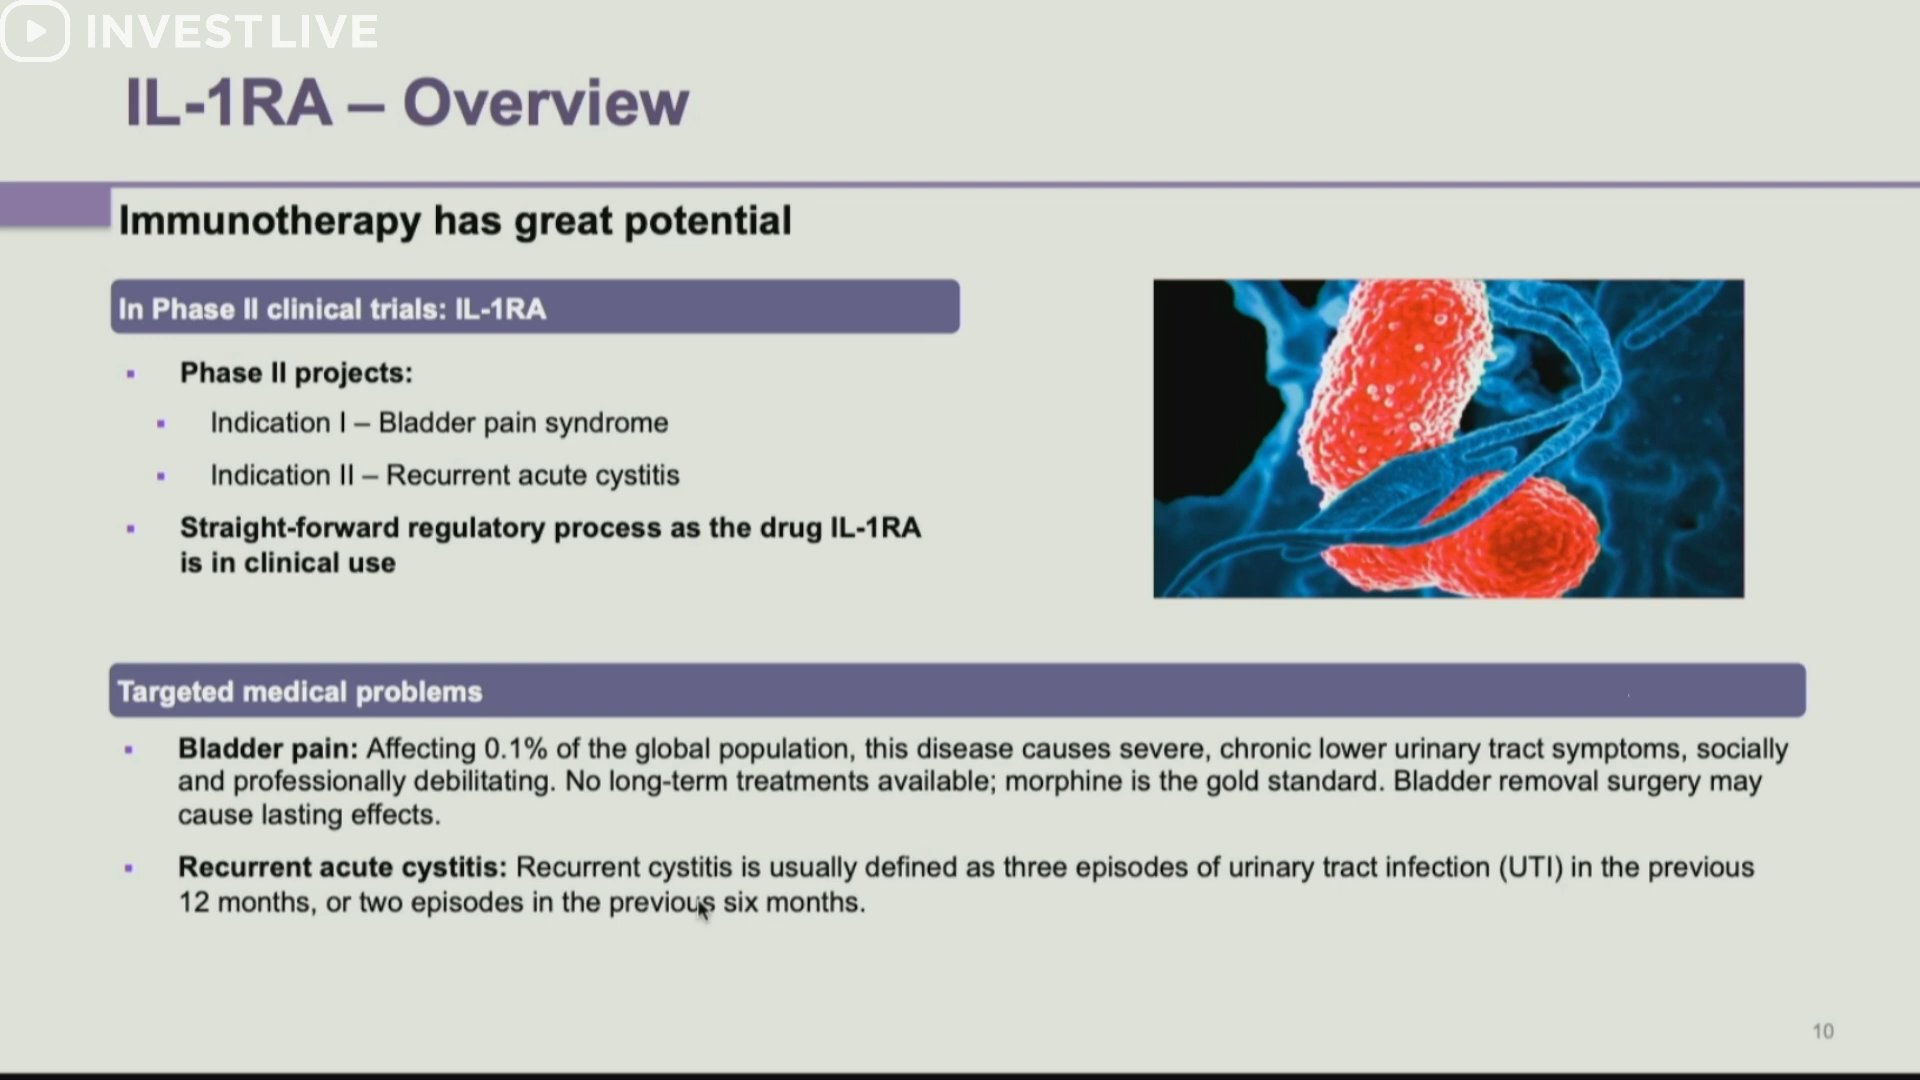 INVESTLIVE
IL-1RA – Overview
Immunotherapy has great potential
In Phase II clinical trials: IL-1RA
Phase II projects:
Indication I – Bladder pain syndrome
Indication II – Recurrent acute cystitis
Straight-forward regulatory process as the drug IL-1RA
is in clinical use
Targeted medical problems
Bladder pain: Affecting 0.1% of the global population, this disease causes severe, chronic lower urinary tract symptoms, socially
and professionally debilitating. No long-term treatments available; morphine is the gold standard. Bladder removal surgery may
cause lasting effects.
Recurrent acute cystitis: Recurrent cystitis is usually defined as three episodes of urinary tract infection (UTI) in the previous
12 months, or two episodes in the previous six months.
10